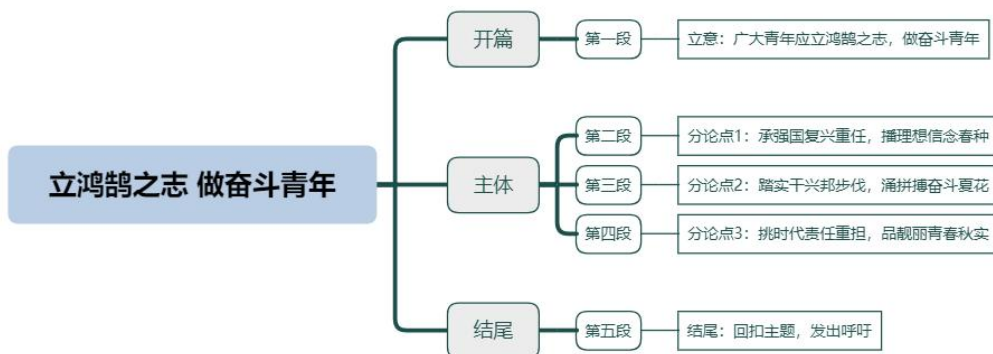 立鸿鹄之志 做奋斗青年
开篇
第一段
立意：广大青年应立鸿鹄之志，做奋斗青年
主体
第二段
分论点1：承强国复兴重任，播理想信念春种
第三段
分论点2：踏实干兴邦步伐，涌拼搏奋斗夏花
第四段
分论点3：挑时代责任重担，品靓丽青春秋实
结尾
第五段
结尾：回扣主题，发出呼吁